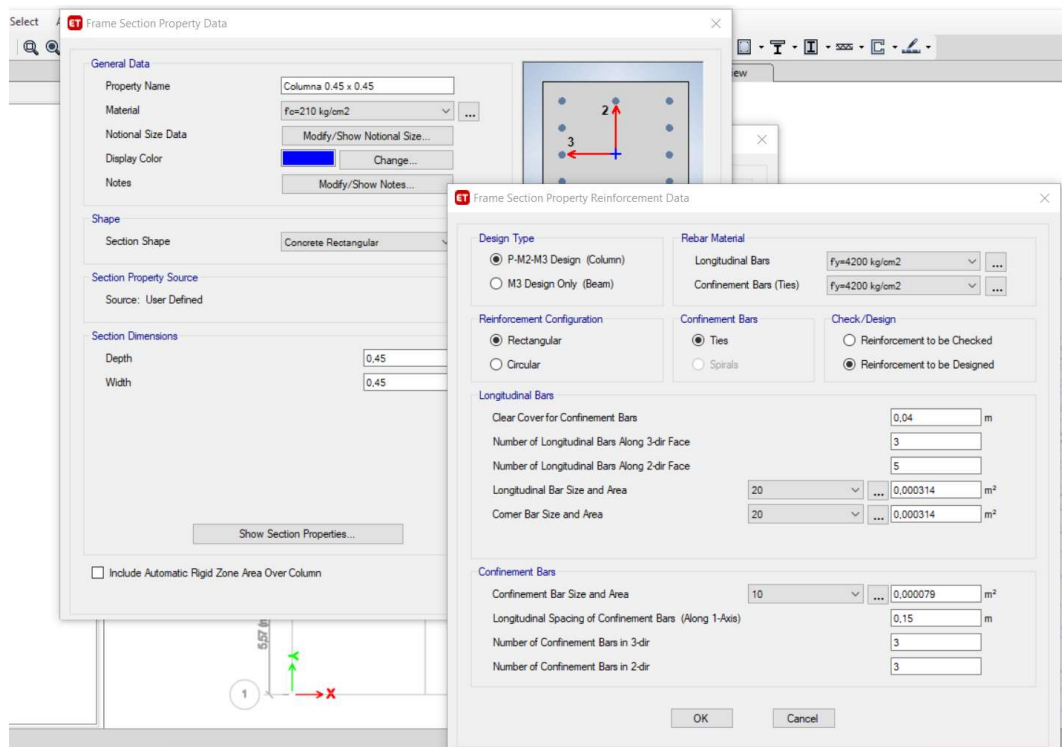 Select
ET Frame Section Property Data
General Data
Property Name Columna 0.45 x 0.45
Material f'c=210 kg/cm2 ...
Notional Size Data Modify/Show Notional Size...
Display Color Change...
Notes Modify/Show Notes...
2
3
Shape
Section Shape Concrete Rectangular
Section Property Source
Source: User Defined
Section Dimensions
Depth 0,45
Width 0,45
Show Section Properties...
Include Automatic Rigid Zone Area Over Column
ET Frame Section Property Reinforcement Data
Design Type
P-M2-M3 Design (Column)
M3 Design Only (Beam)
Rebar Material
Longitudinal Bars fy=4200 kg/cm2 ...
Confinement Bars (Ties) fy=4200 kg/cm2 ...
Reinforcement Configuration
Rectangular
Circular
Confinement Bars
Ties
Spirals
Check/Design
Reinforcement to be Checked
Reinforcement to be Designed
Longitudinal Bars
Clear Cover for Confinement Bars 0,04 m
Number of Longitudinal Bars Along 3-dir Face 3
Number of Longitudinal Bars Along 2-dir Face 5
Longitudinal Bar Size and Area 20 ... 0,000314 m²
Corner Bar Size and Area 20 ... 0,000314 m²
Confinement Bars
Confinement Bar Size and Area 10 ... 0,000079 m²
Longitudinal Spacing of Confinement Bars (Along 1-Axis) 0,15 m
Number of Confinement Bars in 3-dir 3
Number of Confinement Bars in 2-dir 3
OK Cancel
Y
X
1